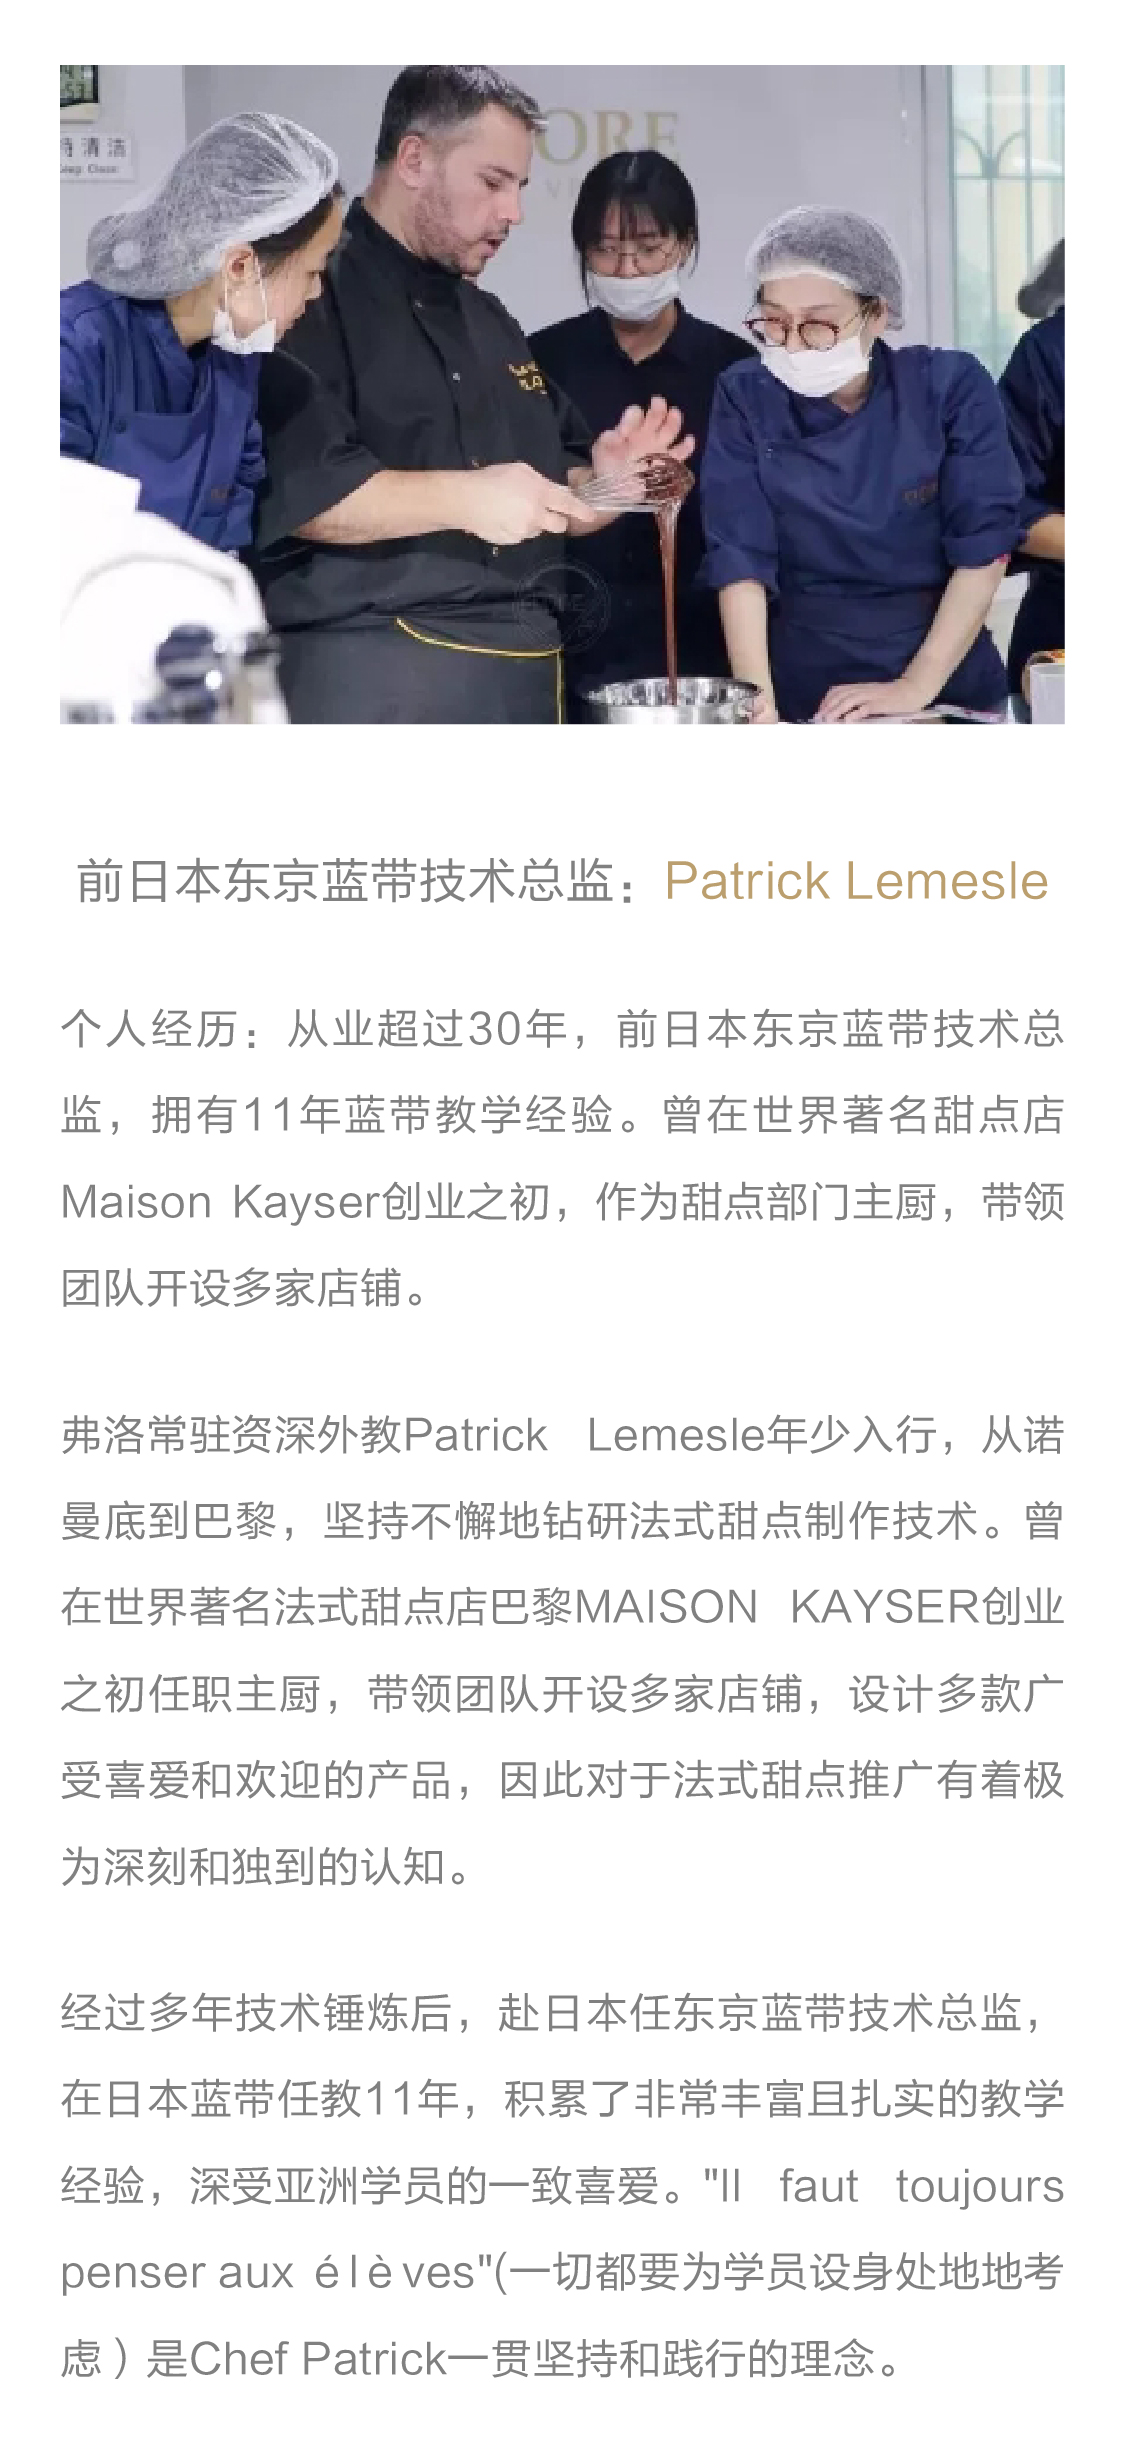 清洁
ORE
前日本东京蓝带技术总监：Patrick Lemesle
个人经历：从业超过30年，前日本东京蓝带技术总
监，拥有11年蓝带教学经验。曾在世界著名甜点店
Maison Kayser创业之初，作为甜点部门主厨，带领
团队开设多家店铺。
弗洛常驻资深外教Patrick Lemesle年少入行，从诺
曼底到巴黎，坚持不懈地钻研法式甜点制作技术。曾
在世界著名法式甜点店巴黎MAISON KAYSER创业
之初任职主厨，带领团队开设多家店铺，设计多款广
受喜爱和欢迎的产品，因此对于法式甜点推广有着极
为深刻和独到的认知。
经过多年技术锤炼后，赴日本任东京蓝带技术总监，
在日本蓝带任教11年，积累了非常丰富且扎实的教学
经验，深受亚洲学员的一致喜爱。"Il faut toujours
penser aux élèves"(一切都要为学员设身处地地考
虑）是Chef Patrick一贯坚持和践行的理念。